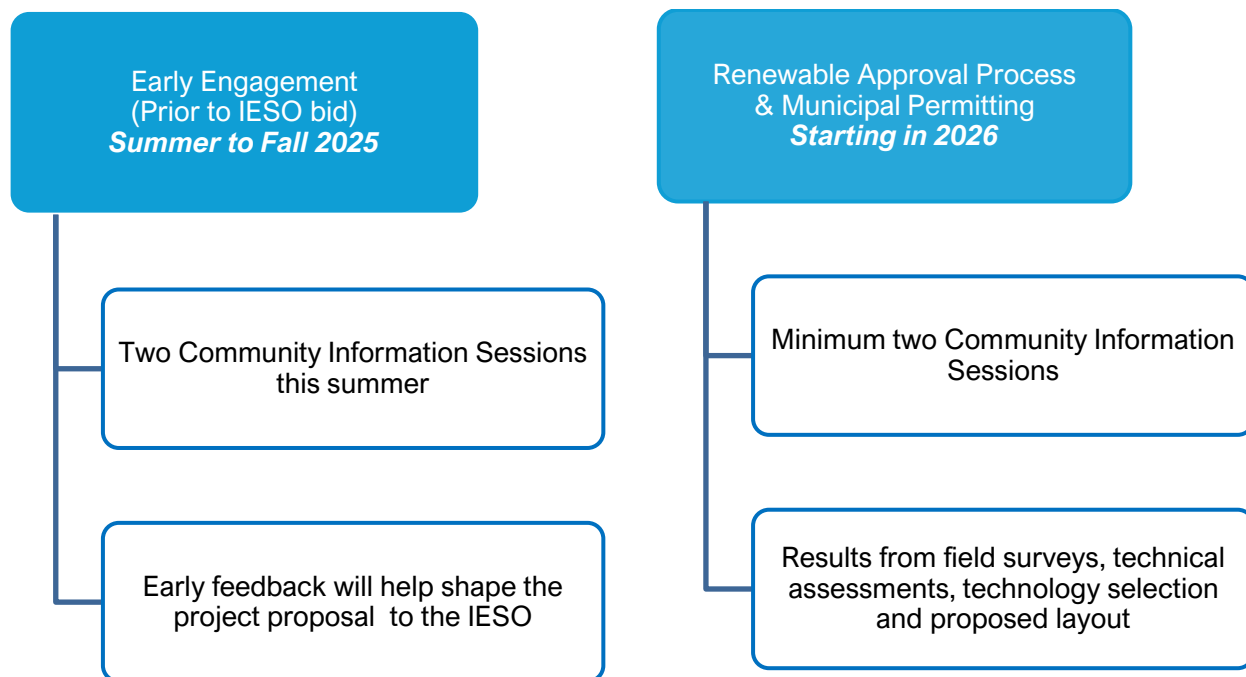 Early Engagement
(Prior to IESO bid)
Summer to Fall 2025
Two Community Information Sessions
this summer
Early feedback will help shape the
project proposal to the IESO
Renewable Approval Process
& Municipal Permitting
Starting in 2026
Minimum two Community Information
Sessions
Results from field surveys, technical
assessments, technology selection
and proposed layout